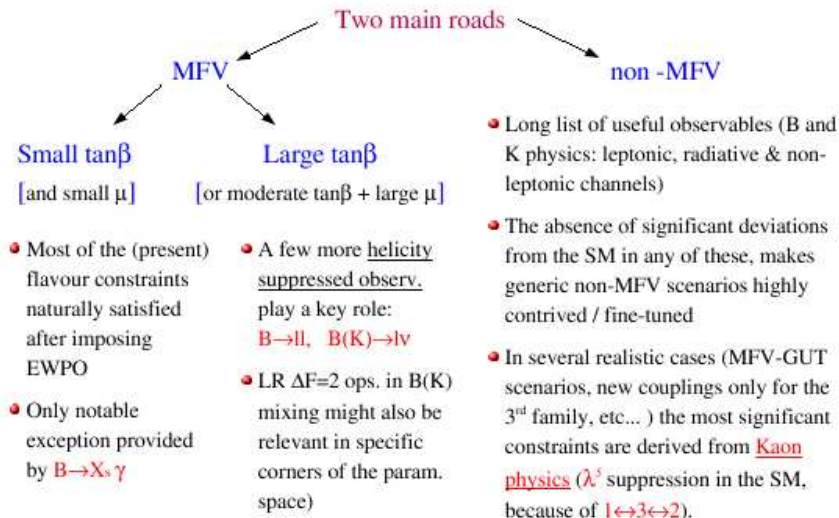 Two main roads
MFV
non -MFV
Small tanβ
[and small μ]
Most of the (present)
flavour constraints
naturally satisfied
after imposing
EWPO
Only notable
exception provided
by B→Xₛ γ
Large tanβ
[or moderate tanβ + large μ]
A few more helicity
suppressed observ.
play a key role:
B→ll, B(K)→lν
LR ΔF=2 ops. in B(K)
mixing might also be
relevant in specific
corners of the param.
space)
Long list of useful observables (B and
K physics: leptonic, radiative & non-
leptonic channels)
The absence of significant deviations
from the SM in any of these, makes
generic non-MFV scenarios highly
contrived / fine-tuned
In several realistic cases (MFV-GUT
scenarios, new couplings only for the
3ʳᵈ family, etc... ) the most significant
constraints are derived from Kaon
physics (λ⁵ suppression in the SM,
because of 1↔3↔2).